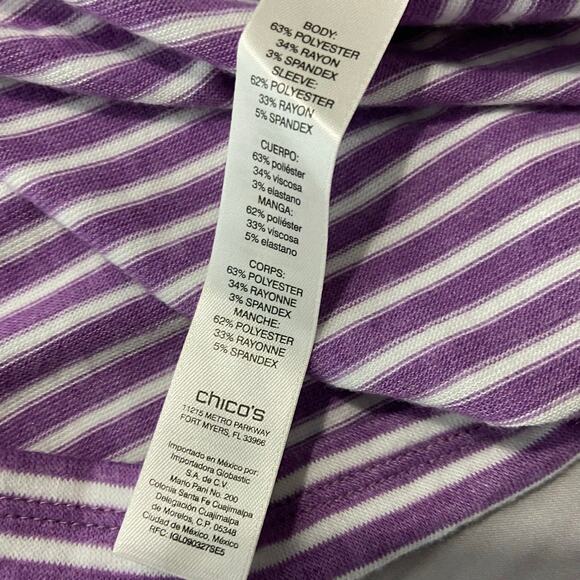 BODY:
63% POLYESTER
34% RAYON
3% SPANDEX
SLEEVE:
62% POLYESTER
33% RAYON
5% SPANDEX
CUERPO:
63% poliéster
34% viscosa
3% elastano
MANGA:
62% poliéster
33% viscosa
5% elastano
CORPS:
63% POLYESTER
34% RAYONNE
3% SPANDEX
MANCHE:
62% POLYESTER
33% RAYONNE
5% SPANDEX
chico's
11215 METRO PARKWAY
FORT MYERS, FL 33966
Importado en México por:
Importadora Globastic
S.A. de C.V.
Mario Pani No. 200
Colonia Santa Fe Cuajimalpa
Delegación Cuajimalpa
de Morelos, C.P. 05348
Ciudad de México, México
RFC: IGL090327SE5